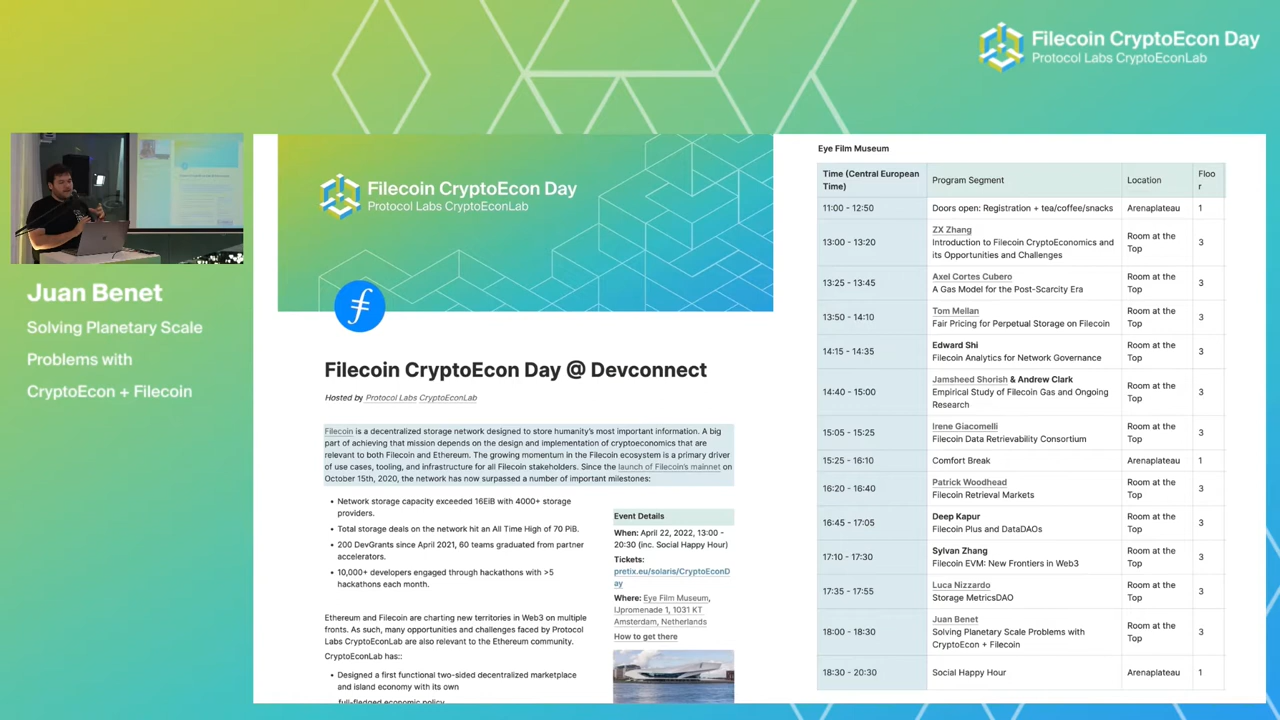 Filecoin CryptoEcon Day
Protocol Labs CryptoEconLab
Juan Benet
Solving Planetary Scale
Problems with
CryptoEcon + Filecoin
Filecoin CryptoEcon Day
Protocol Labs CryptoEconLab
Filecoin CryptoEcon Day @ Devconnect
Hosted by Protocol Labs CryptoEconLab
Filecoin is a decentralized storage network designed to store humanity's most important information. A big
part of achieving that mission depends on the design and implementation of cryptoeconomics that are
relevant to both Filecoin and Ethereum. The growing momentum in the Filecoin ecosystem is a primary driver
of use cases, tooling, and infrastructure for all Filecoin stakeholders. Since the launch of Filecoin's mainnet on
October 15th, 2020, the network has now surpassed a number of important milestones:
• Network storage capacity exceeded 16EiB with 4000+ storage
providers.
• Total storage deals on the network hit an All Time High of 70 PiB.
• 200 DevGrants since April 2021, 60 teams graduated from partner
accelerators.
• 10,000+ developers engaged through hackathons with >5
hackathons each month.
Ethereum and Filecoin are charting new territories in Web3 on multiple
fronts. As such, many opportunities and challenges faced by Protocol
Labs CryptoEconLab are also relevant to the Ethereum community.
CryptoEconLab has::
• Designed a first functional two-sided decentralized marketplace
and island economy with its own
full-fledged economic policy
Event Details
When: April 22, 2022, 13:00 -
20:30 (inc. Social Happy Hour)
Tickets:
pretix.eu/solaris/CryptoEconD
ay
Where: Eye Film Museum,
IJpromenade 1, 1031 KT
Amsterdam, Netherlands
How to get there
Eye Film Museum
Time (Central European
Time)
Program Segment
Location
Floo
r
11:00 - 12:50
Doors open: Registration + tea/coffee/snacks
Arenaplateau
1
13:00 - 13:20
ZX Zhang
Introduction to Filecoin CryptoEconomics and
its Opportunities and Challenges
Room at the
Top
3
13:25 - 13:45
Axel Cortes Cubero
A Gas Model for the Post-Scarcity Era
Room at the
Top
3
13:50 - 14:10
Tom Mellan
Fair Pricing for Perpetual Storage on Filecoin
Room at the
Top
3
14:15 - 14:35
Edward Shi
Filecoin Analytics for Network Governance
Room at the
Top
3
14:40 - 15:00
Jamsheed Shorish & Andrew Clark
Empirical Study of Filecoin Gas and Ongoing
Research
Room at the
Top
3
15:05 - 15:25
Irene Giacomelli
Filecoin Data Retrievability Consortium
Room at the
Top
3
15:25 - 16:10
Comfort Break
Arenaplateau
1
16:20 - 16:40
Patrick Woodhead
Filecoin Retrieval Markets
Room at the
Top
3
16:45 - 17:05
Deep Kapur
Filecoin Plus and DataDAOs
Room at the
Top
3
17:10 - 17:30
Sylvan Zhang
Filecoin EVM: New Frontiers in Web3
Room at the
Top
3
17:35 - 17:55
Luca Nizzardo
Storage MetricsDAO
Room at the
Top
3
18:00 - 18:30
Juan Benet
Solving Planetary Scale Problems with
CryptoEcon + Filecoin
Room at the
Top
3
18:30 - 20:30
Social Happy Hour
Arenaplateau
1